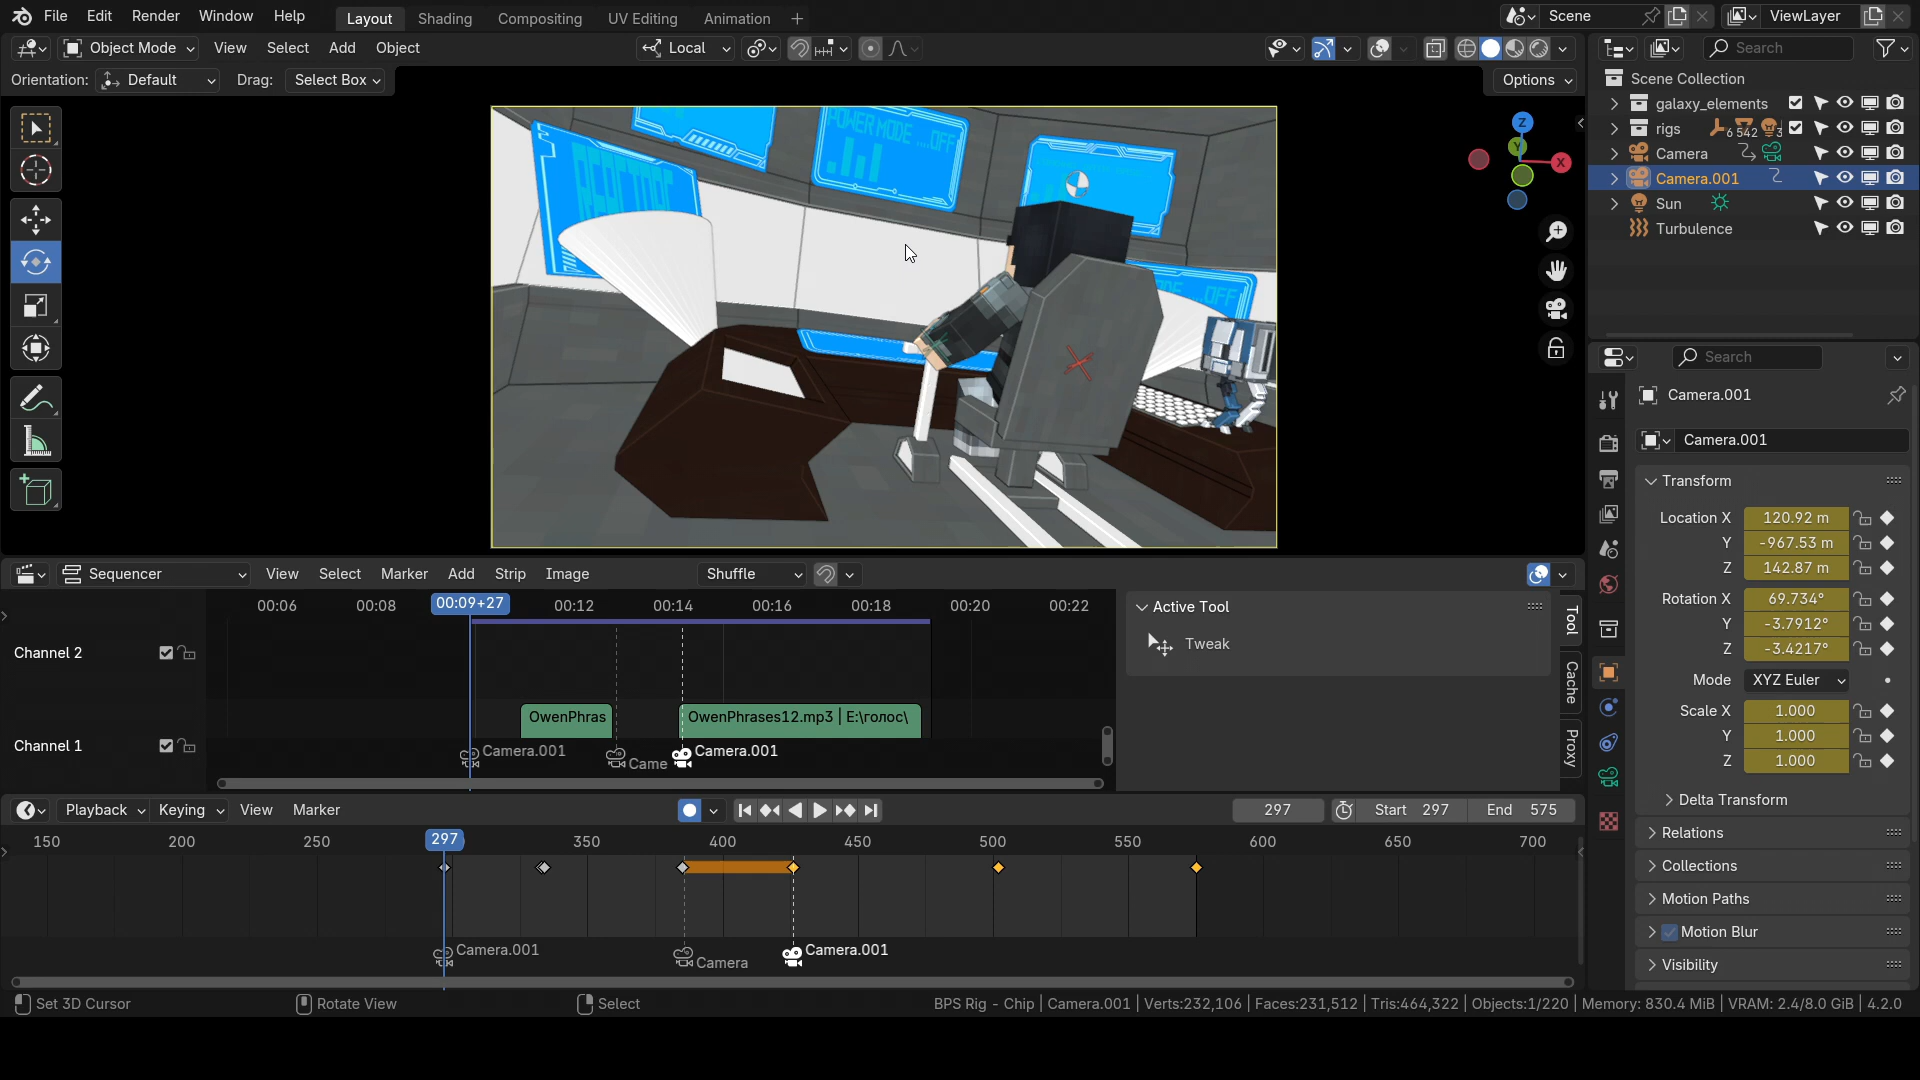 File Edit Render Window Help Layout Shading Compositing UV Editing Animation + Scene ViewLayer
Object Mode View Select Add Object Local Search
Orientation: Default Drag: Select Box Options
Scene Collection
galaxy_elements
rigs 6 542 3
Camera
Camera.001
Sun
Turbulence
POWER MODE ...OFF
Z
Y
X
Search
Camera.001
Camera.001
Transform
Location X 120.92 m
Y -967.53 m
Z 142.87 m
Rotation X 69.734°
Y -3.7912°
Z -3.4217°
Mode XYZ Euler
Scale X 1.000
Y 1.000
Z 1.000
Delta Transform
Relations
Collections
Motion Paths
Motion Blur
Visibility
Sequencer View Select Marker Add Strip Image Shuffle
00:06 00:08 00:09+27 00:12 00:14 00:16 00:18 00:20 00:22
Channel 2
Channel 1
OwenPhras OwenPhrases12.mp3 | E:\голос\
Camera.001 Came Camera.001
Active Tool
Tweak
Tool
Cache
Proxy
Playback Keying View Marker 297 Start 297 End 575
150 200 250 297 350 400 450 500 550 600 650 700
Camera.001 Camera Camera.001
Set 3D Cursor Rotate View Select BPS Rig - Chip | Camera.001 | Verts:232,106 | Faces:231,512 | Tris:464,322 | Objects:1/220 | Memory: 830.4 MiB | VRAM: 2.4/8.0 GiB | 4.2.0